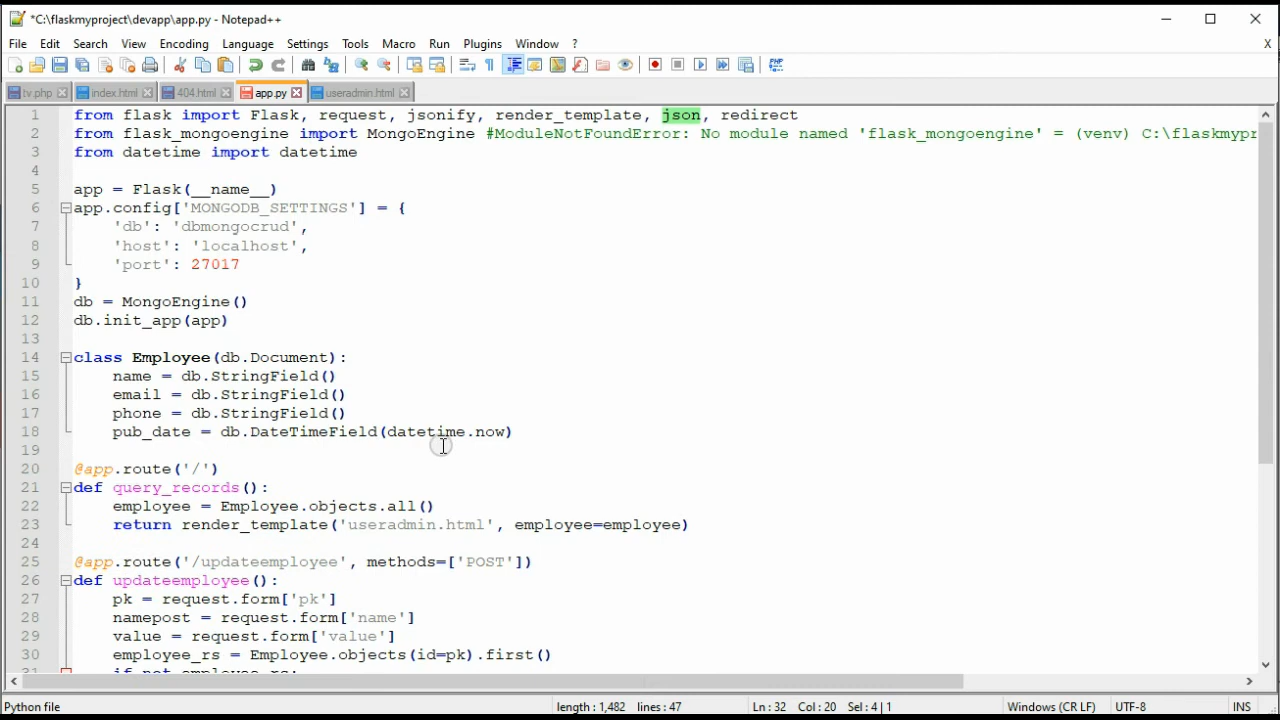 *C:\flaskmyproject\devapp\app.py - Notepad++
File Edit Search View Encoding Language Settings Tools Macro Run Plugins Window ? X
tv.php index.html 404.html app.py useradmin.html
1 from flask import Flask, request, jsonify, render_template, json, redirect
2 from flask_mongoengine import MongoEngine #ModuleNotFoundError: No module named 'flask_mongoengine' = (venv) C:\flaskmypr
3 from datetime import datetime
4
5 app = Flask(__name__)
6 app.config['MONGODB_SETTINGS'] = {
7 'db': 'dbmongocrud',
8 'host': 'localhost',
9 'port': 27017
10 }
11 db = MongoEngine()
12 db.init_app(app)
13
14 class Employee(db.Document):
15 name = db.StringField()
16 email = db.StringField()
17 phone = db.StringField()
18 pub_date = db.DateTimeField(datetime.now)
19
20 @app.route('/')
21 def query_records():
22 employee = Employee.objects.all()
23 return render_template('useradmin.html', employee=employee)
24
25 @app.route('/updateemployee', methods=['POST'])
26 def updateemployee():
27 pk = request.form['pk']
28 namepost = request.form['name']
29 value = request.form['value']
30 employee_rs = Employee.objects(id=pk).first()
31 if not employee_rs:
Python file length : 1,482 lines : 47 Ln : 32 Col : 20 Sel : 4 | 1 Windows (CR LF) UTF-8 INS